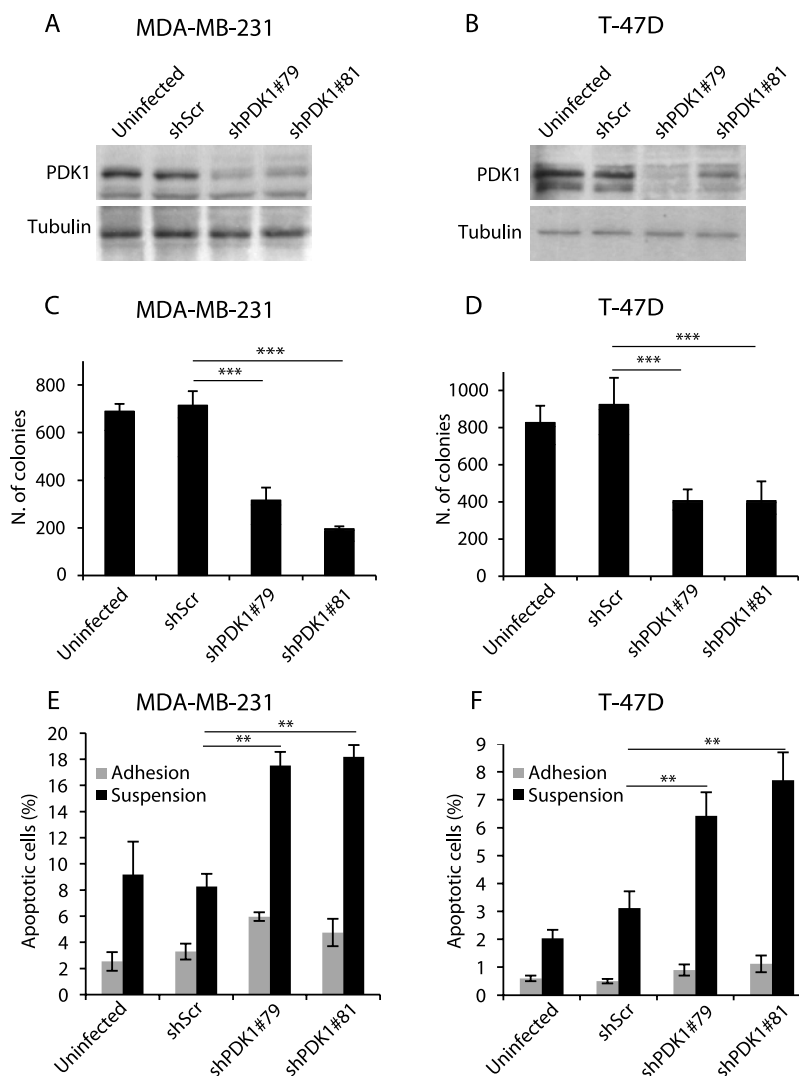 A
MDA-MB-231
Uninfected
shScr
shPDK1#79
shPDK1#81
PDK1
Tubulin
B
T-47D
Uninfected
shScr
shPDK1#79
shPDK1#81
PDK1
Tubulin
C
MDA-MB-231
N. of colonies
800
600
400
200
0
***
***
Uninfected
shScr
shPDK1#79
shPDK1#81
D
T-47D
N. of colonies
1000
800
600
400
200
0
***
***
Uninfected
shScr
shPDK1#79
shPDK1#81
E
MDA-MB-231
Apoptotic cells (%)
20
18
16
14
12
10
8
6
4
2
0
Adhesion
Suspension
**
**
Uninfected
shScr
shPDK1#79
shPDK1#81
F
T-47D
Apoptotic cells (%)
9
8
7
6
5
4
3
2
1
0
Adhesion
Suspension
**
**
Uninfected
shScr
shPDK1#79
shPDK1#81